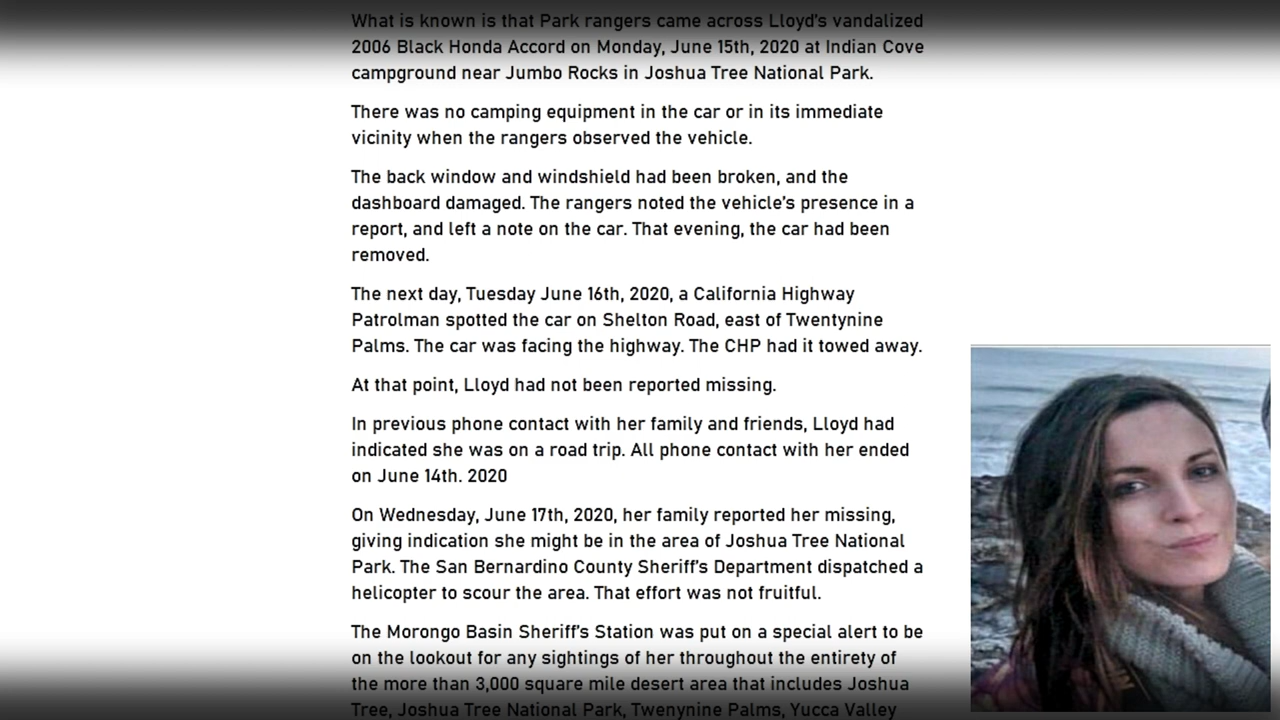 What is known is that Park rangers came across Lloyd's vandalized
2006 Black Honda Accord on Monday, June 15th, 2020 at Indian Cove
campground near Jumbo Rocks in Joshua Tree National Park.
There was no camping equipment in the car or in its immediate
vicinity when the rangers observed the vehicle.
The back window and windshield had been broken, and the
dashboard damaged. The rangers noted the vehicle's presence in a
report, and left a note on the car. That evening, the car had been
removed.
The next day, Tuesday June 16th, 2020, a California Highway
Patrolman spotted the car on Shelton Road, east of Twentynine
Palms. The car was facing the highway. The CHP had it towed away.
At that point, Lloyd had not been reported missing.
In previous phone contact with her family and friends, Lloyd had
indicated she was on a road trip. All phone contact with her ended
on June 14th. 2020
On Wednesday, June 17th, 2020, her family reported her missing,
giving indication she might be in the area of Joshua Tree National
Park. The San Bernardino County Sheriff's Department dispatched a
helicopter to scour the area. That effort was not fruitful.
The Morongo Basin Sheriff's Station was put on a special alert to be
on the lookout for any sightings of her throughout the entirety of
the more than 3,000 square mile desert area that includes Joshua
Tree, Joshua Tree National Park, Twenynine Palms, Yucca Valley